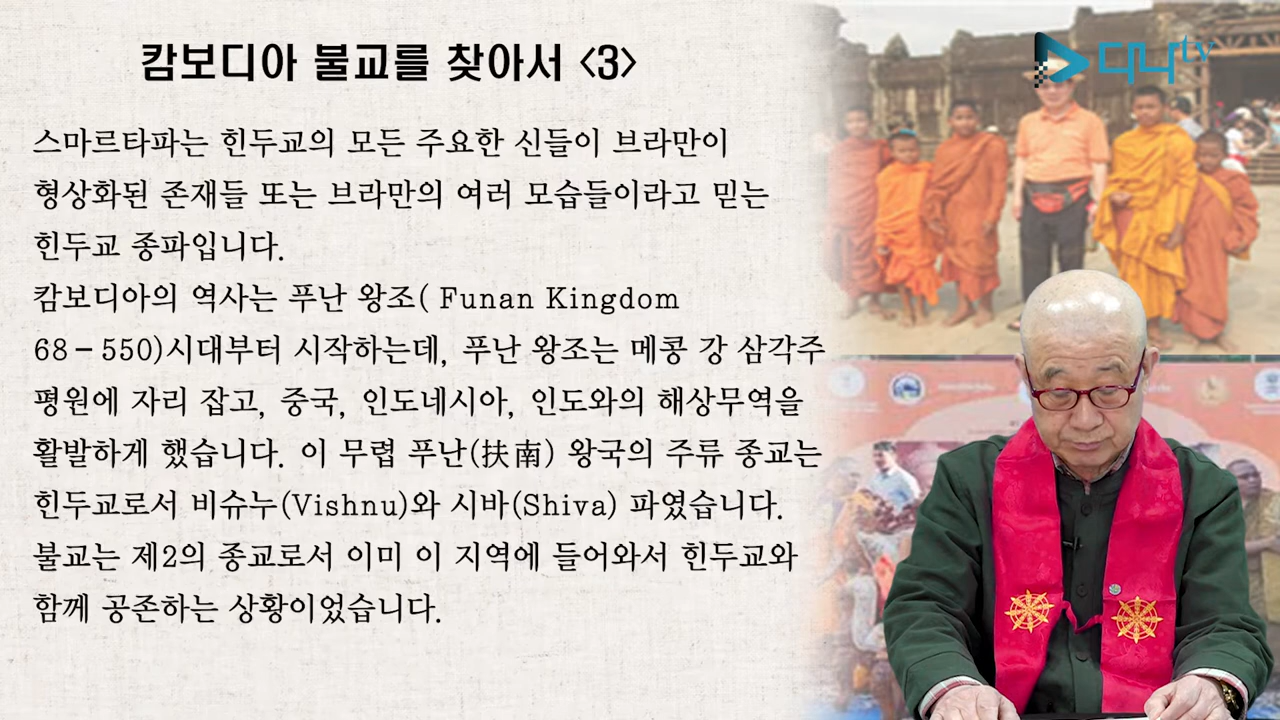 캄보디아 불교를 찾아서 <3>
다나tv
스마르타파는 힌두교의 모든 주요한 신들이 브라만이
형상화된 존재들 또는 브라만의 여러 모습들이라고 믿는
힌두교 종파입니다.
캄보디아의 역사는 푸난 왕조( Funan Kingdom
68-550)시대부터 시작하는데, 푸난 왕조는 메콩 강 삼각주
평원에 자리 잡고, 중국, 인도네시아, 인도와의 해상무역을
활발하게 했습니다. 이 무렵 푸난(扶南) 왕국의 주류 종교는
힌두교로서 비슈누(Vishnu)와 시바(Shiva) 파였습니다.
불교는 제2의 종교로서 이미 이 지역에 들어와서 힌두교와
함께 공존하는 상황이었습니다.